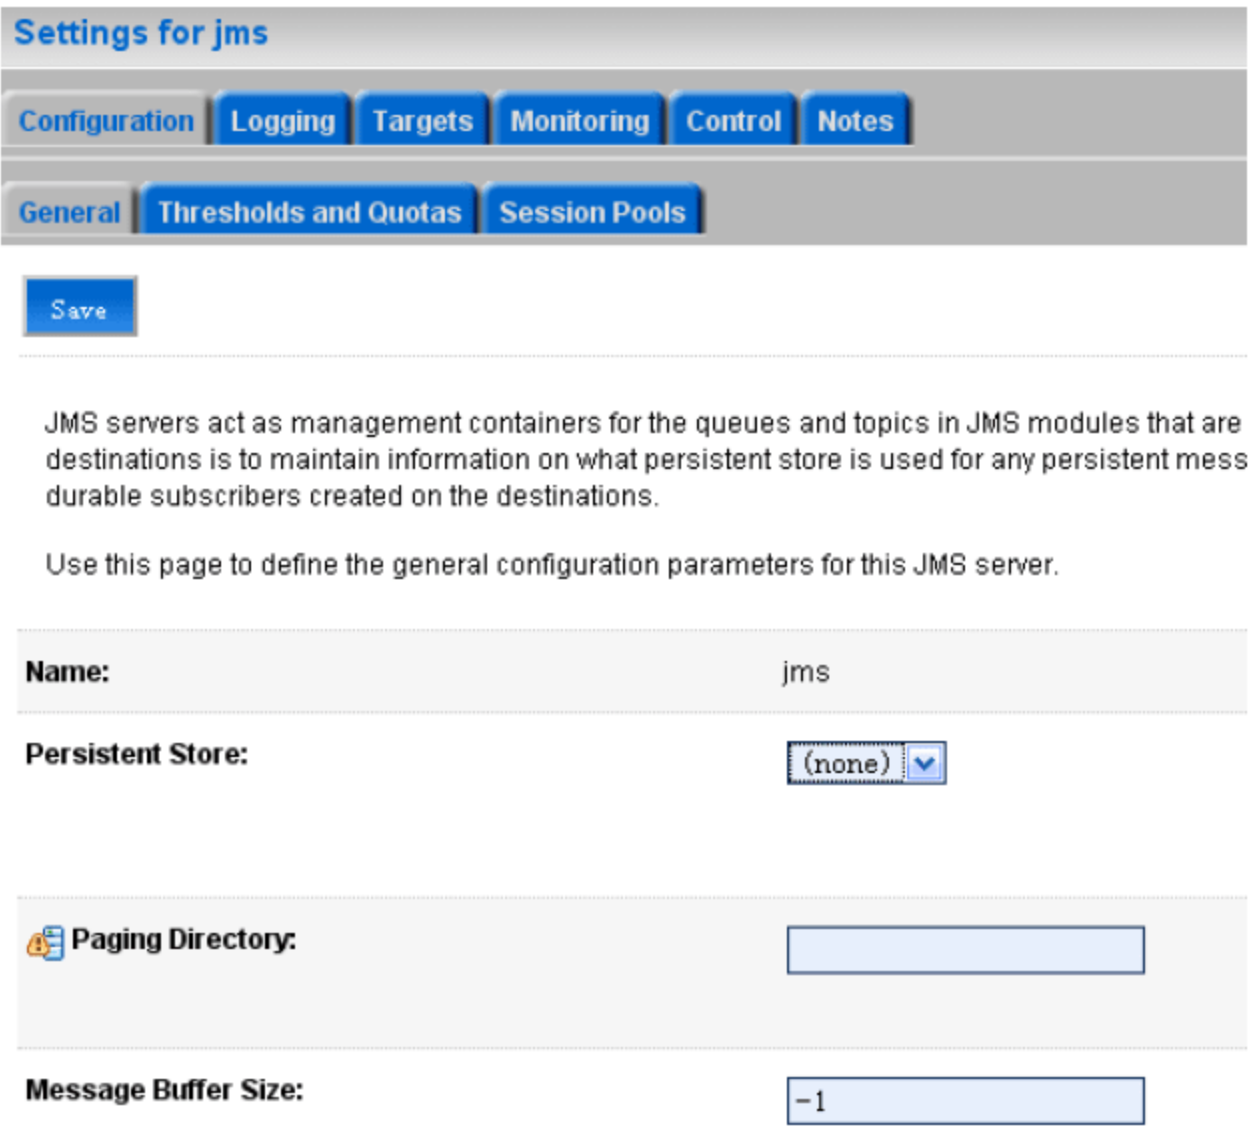 Settings for jms
Configuration Logging Targets Monitoring Control Notes
General Thresholds and Quotas Session Pools
Save
JMS servers act as management containers for the queues and topics in JMS modules that are
destinations is to maintain information on what persistent store is used for any persistent mess
durable subscribers created on the destinations.
Use this page to define the general configuration parameters for this JMS server.
Name: jms
Persistent Store: (none)
Paging Directory:
Message Buffer Size: -1